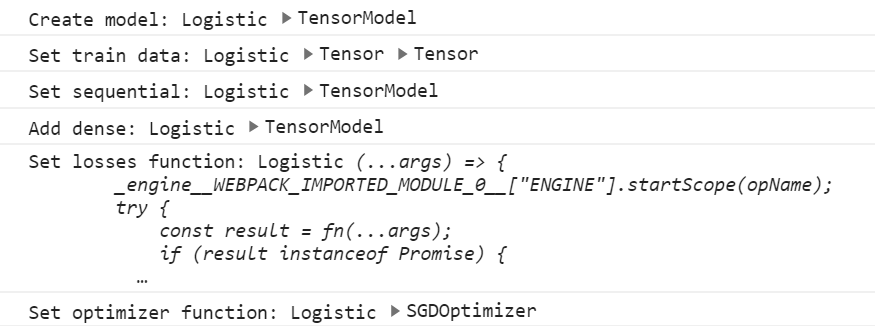 Create model: Logistic ▶TensorModel
Set train data: Logistic ▶Tensor ▶Tensor
Set sequential: Logistic ▶TensorModel
Add dense: Logistic ▶TensorModel
Set losses function: Logistic (...args) => {
_engine__WEBPACK_IMPORTED_MODULE_0__["ENGINE"].startScope(opName);
try {
const result = fn(...args);
if (result instanceof Promise) {
…
Set optimizer function: Logistic ▶SGDOptimizer